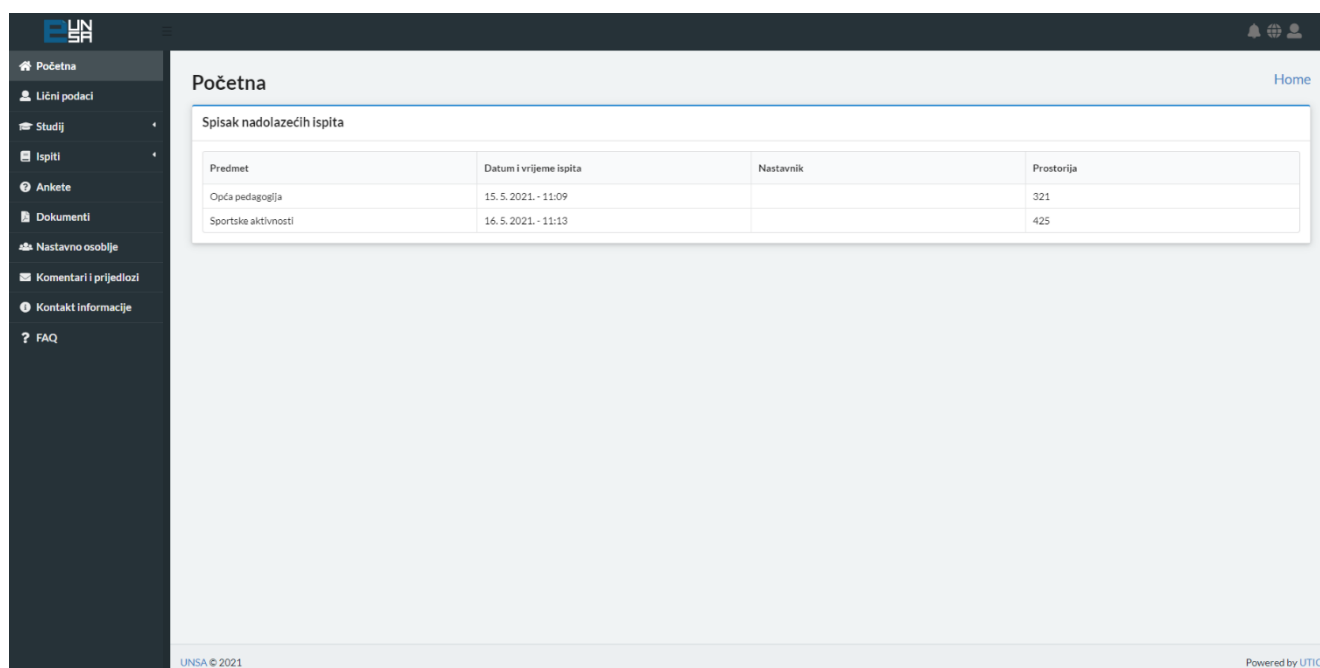 eUNSA
Početna
Lični podaci
Studij
Ispiti
Ankete
Dokumenti
Nastavno osoblje
Komentari i prijedlozi
Kontakt informacije
FAQ
Početna
Home
Spisak nadolazećih ispita
Predmet Datum i vrijeme ispita Nastavnik Prostorija
Opća pedagogija 15. 5. 2021. - 11:09 321
Sportske aktivnosti 16. 5. 2021. - 11:13 425
UNSA © 2021
Powered by UTIC